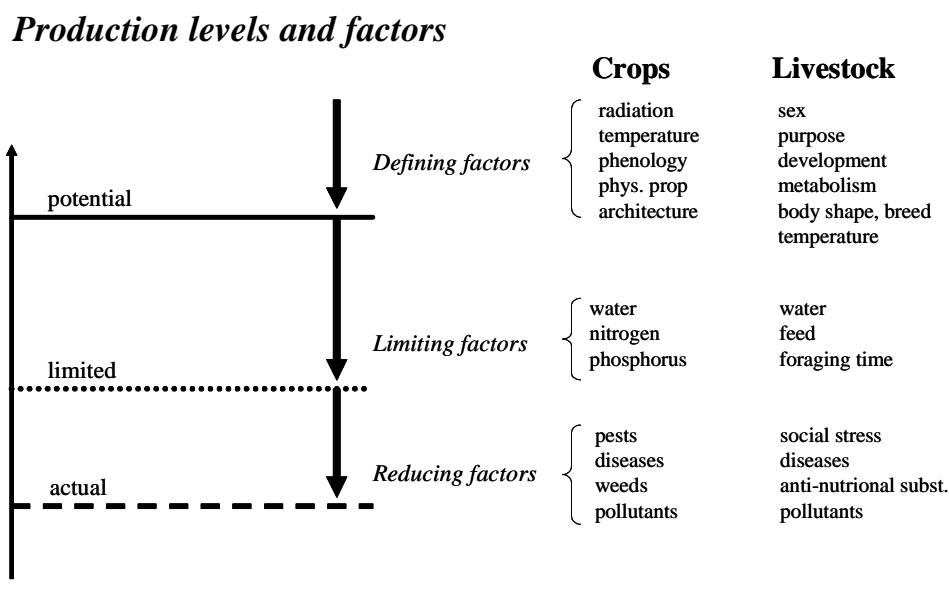 Production levels and factors
Crops Livestock
radiation sex
temperature purpose
Defining factors phenology development
phys. prop metabolism
potential architecture body shape, breed
temperature
water water
Limiting factors nitrogen feed
limited phosphorus foraging time
pests social stress
Reducing factors diseases diseases
actual weeds anti-nutrional subst.
pollutants pollutants